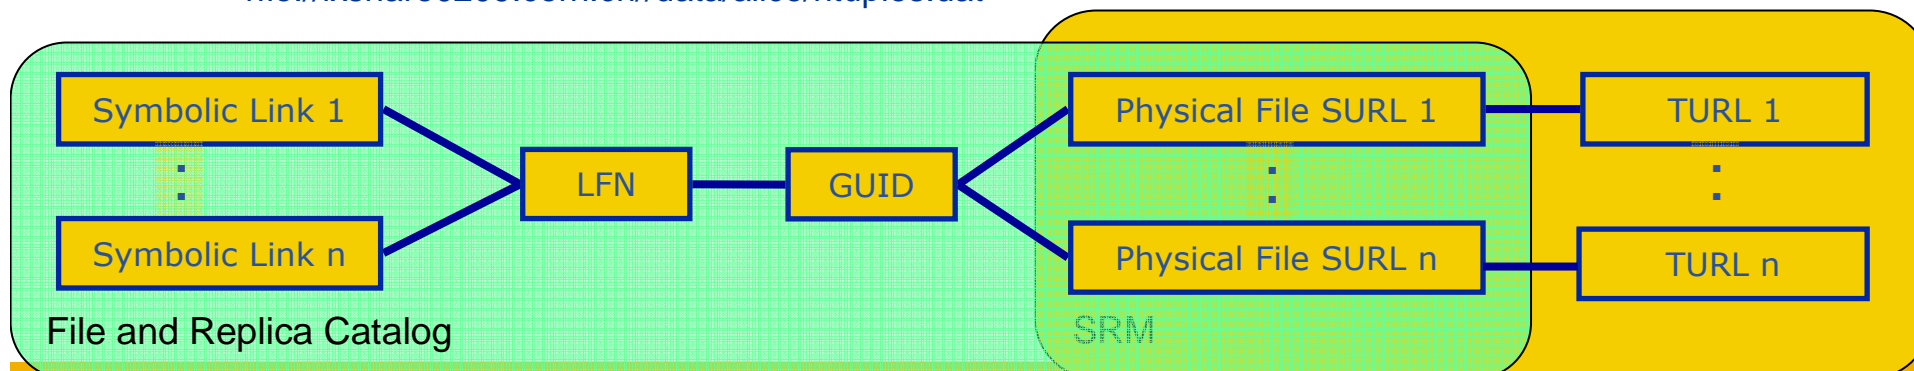 Symbolic Link 1
Physical File SURL 1
TURL 1
LFN
GUID
Symbolic Link n
Physical File SURL n
TURL n
File and Replica Catalog
SRM